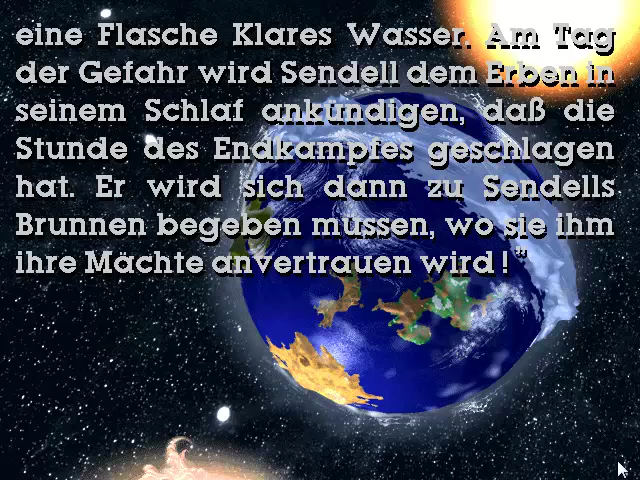 eine Flasche Klares Wasser. Am Tag
der Gefahr wird Sendell dem Erben in
seinem Schlaf ankündigen, daß die
Stunde des Endkampfes geschlagen
hat. Er wird sich dann zu Sendells
Brunnen begeben müssen, wo sie ihm
ihre Mächte anvertrauen wird ! "